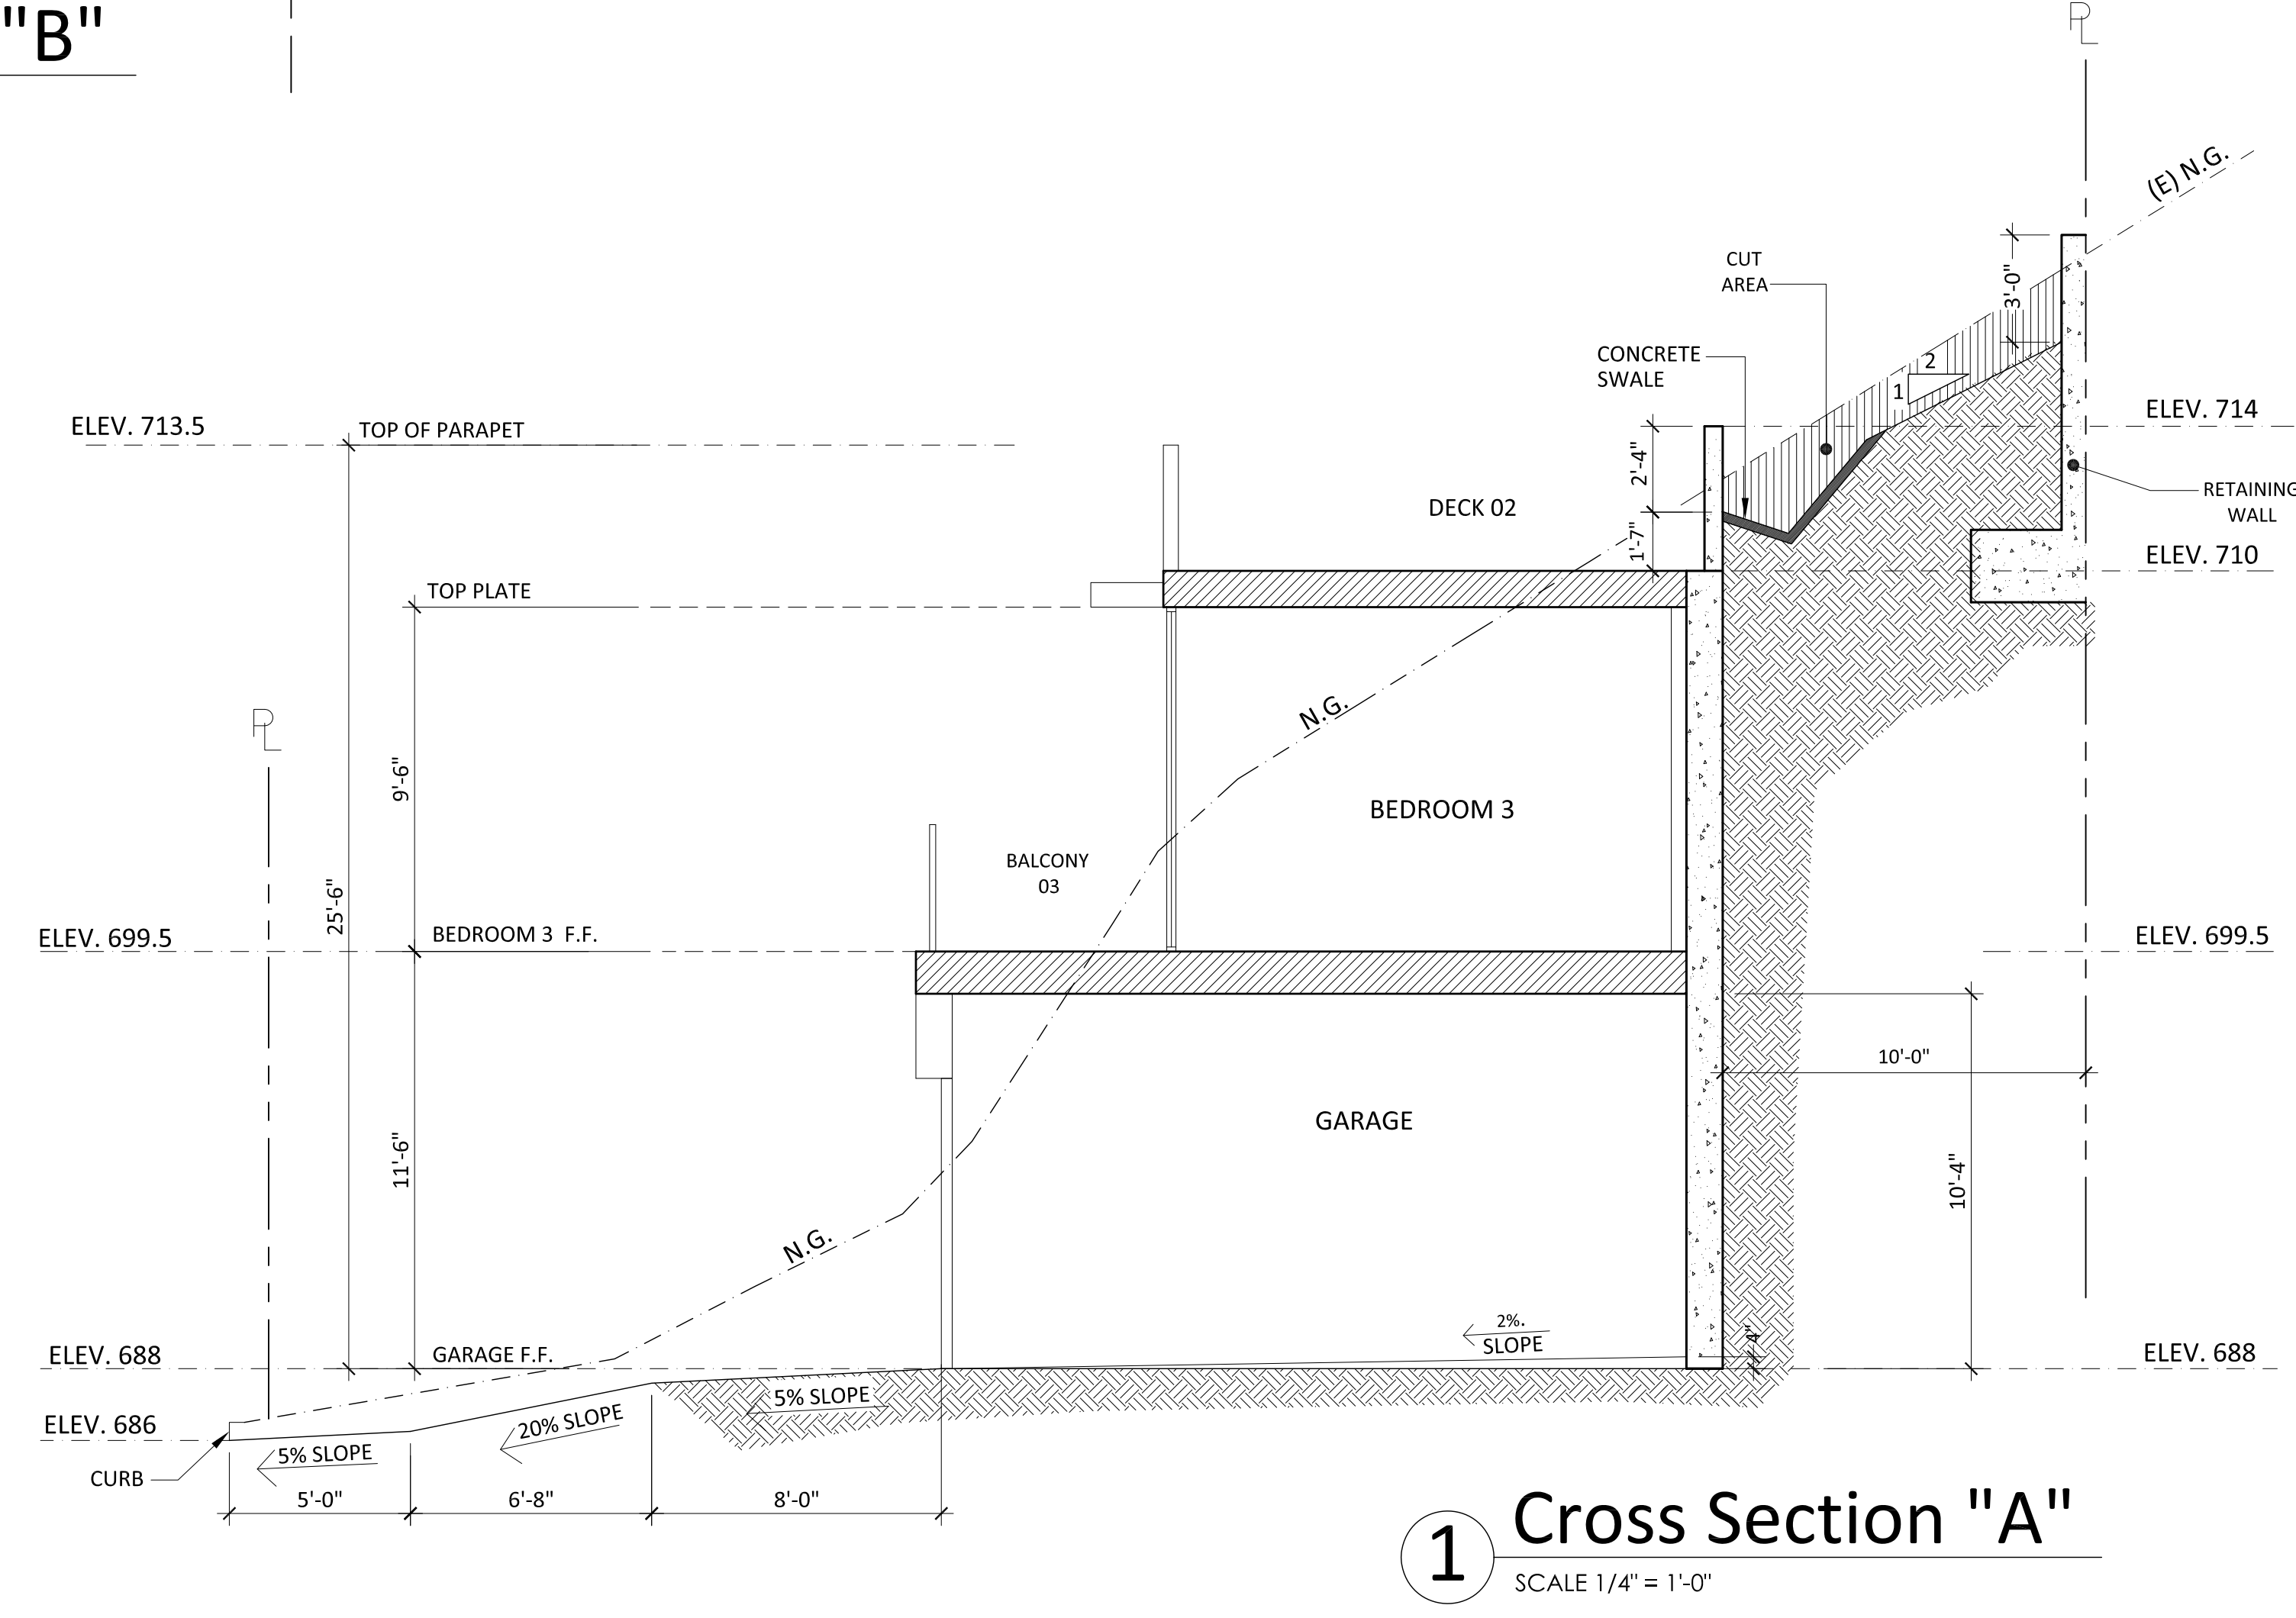 "B"
PL
(E) N.G.
CUT
AREA
3'-0"
CONCRETE
SWALE
2
1
ELEV. 713.5
TOP OF PARAPET
ELEV. 714
2'-4"
RETAINING
WALL
DECK 02
1'-7"
ELEV. 710
TOP PLATE
N.G.
PL
9'-6"
BEDROOM 3
BALCONY
03
25'-6"
ELEV. 699.5
BEDROOM 3 F.F.
ELEV. 699.5
10'-0"
GARAGE
11'-6"
10'-4"
N.G.
2%.
SLOPE
4"
ELEV. 688
GARAGE F.F.
ELEV. 688
5% SLOPE
20% SLOPE
ELEV. 686
5% SLOPE
CURB
5'-0"
6'-8"
8'-0"
1
Cross Section "A"
SCALE 1/4" = 1'-0"